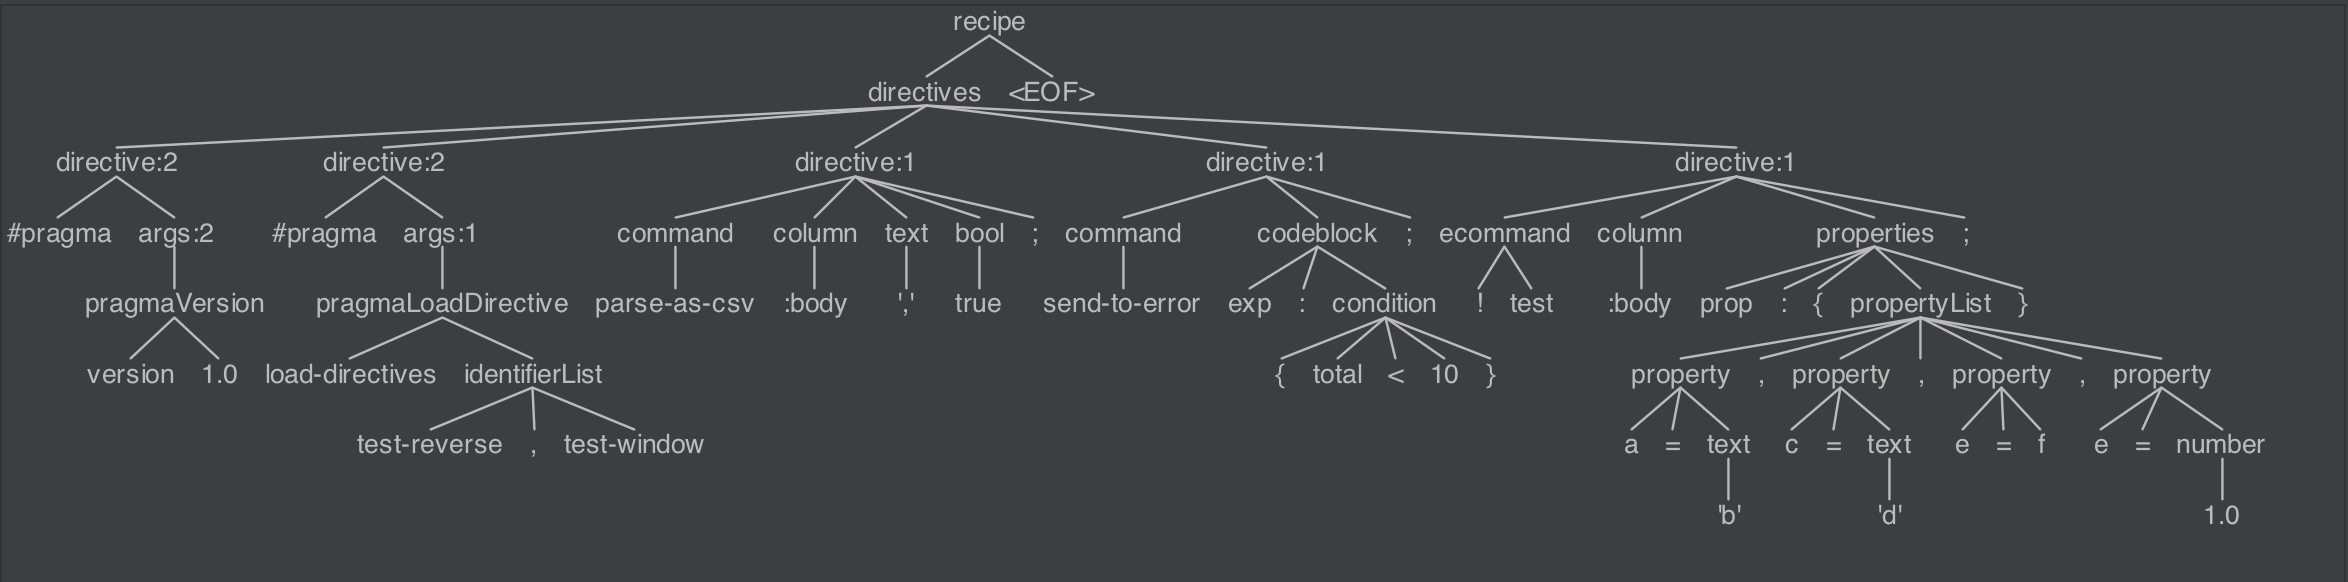 recipe
directives <EOF>
directive:2 directive:2 directive:1 directive:1 directive:1
#pragma args:2 #pragma args:1 command column text bool ; command codeblock ; ecommand column properties ;
pragmaVersion pragmaLoadDirective parse-as-csv :body ',' true send-to-error exp : condition ! test :body prop : { propertyList }
version 1.0 load-directives identifierList { total < 10 } property , property , property , property
test-reverse , test-window a = text c = text e = f e = number
'b' 'd' 1.0